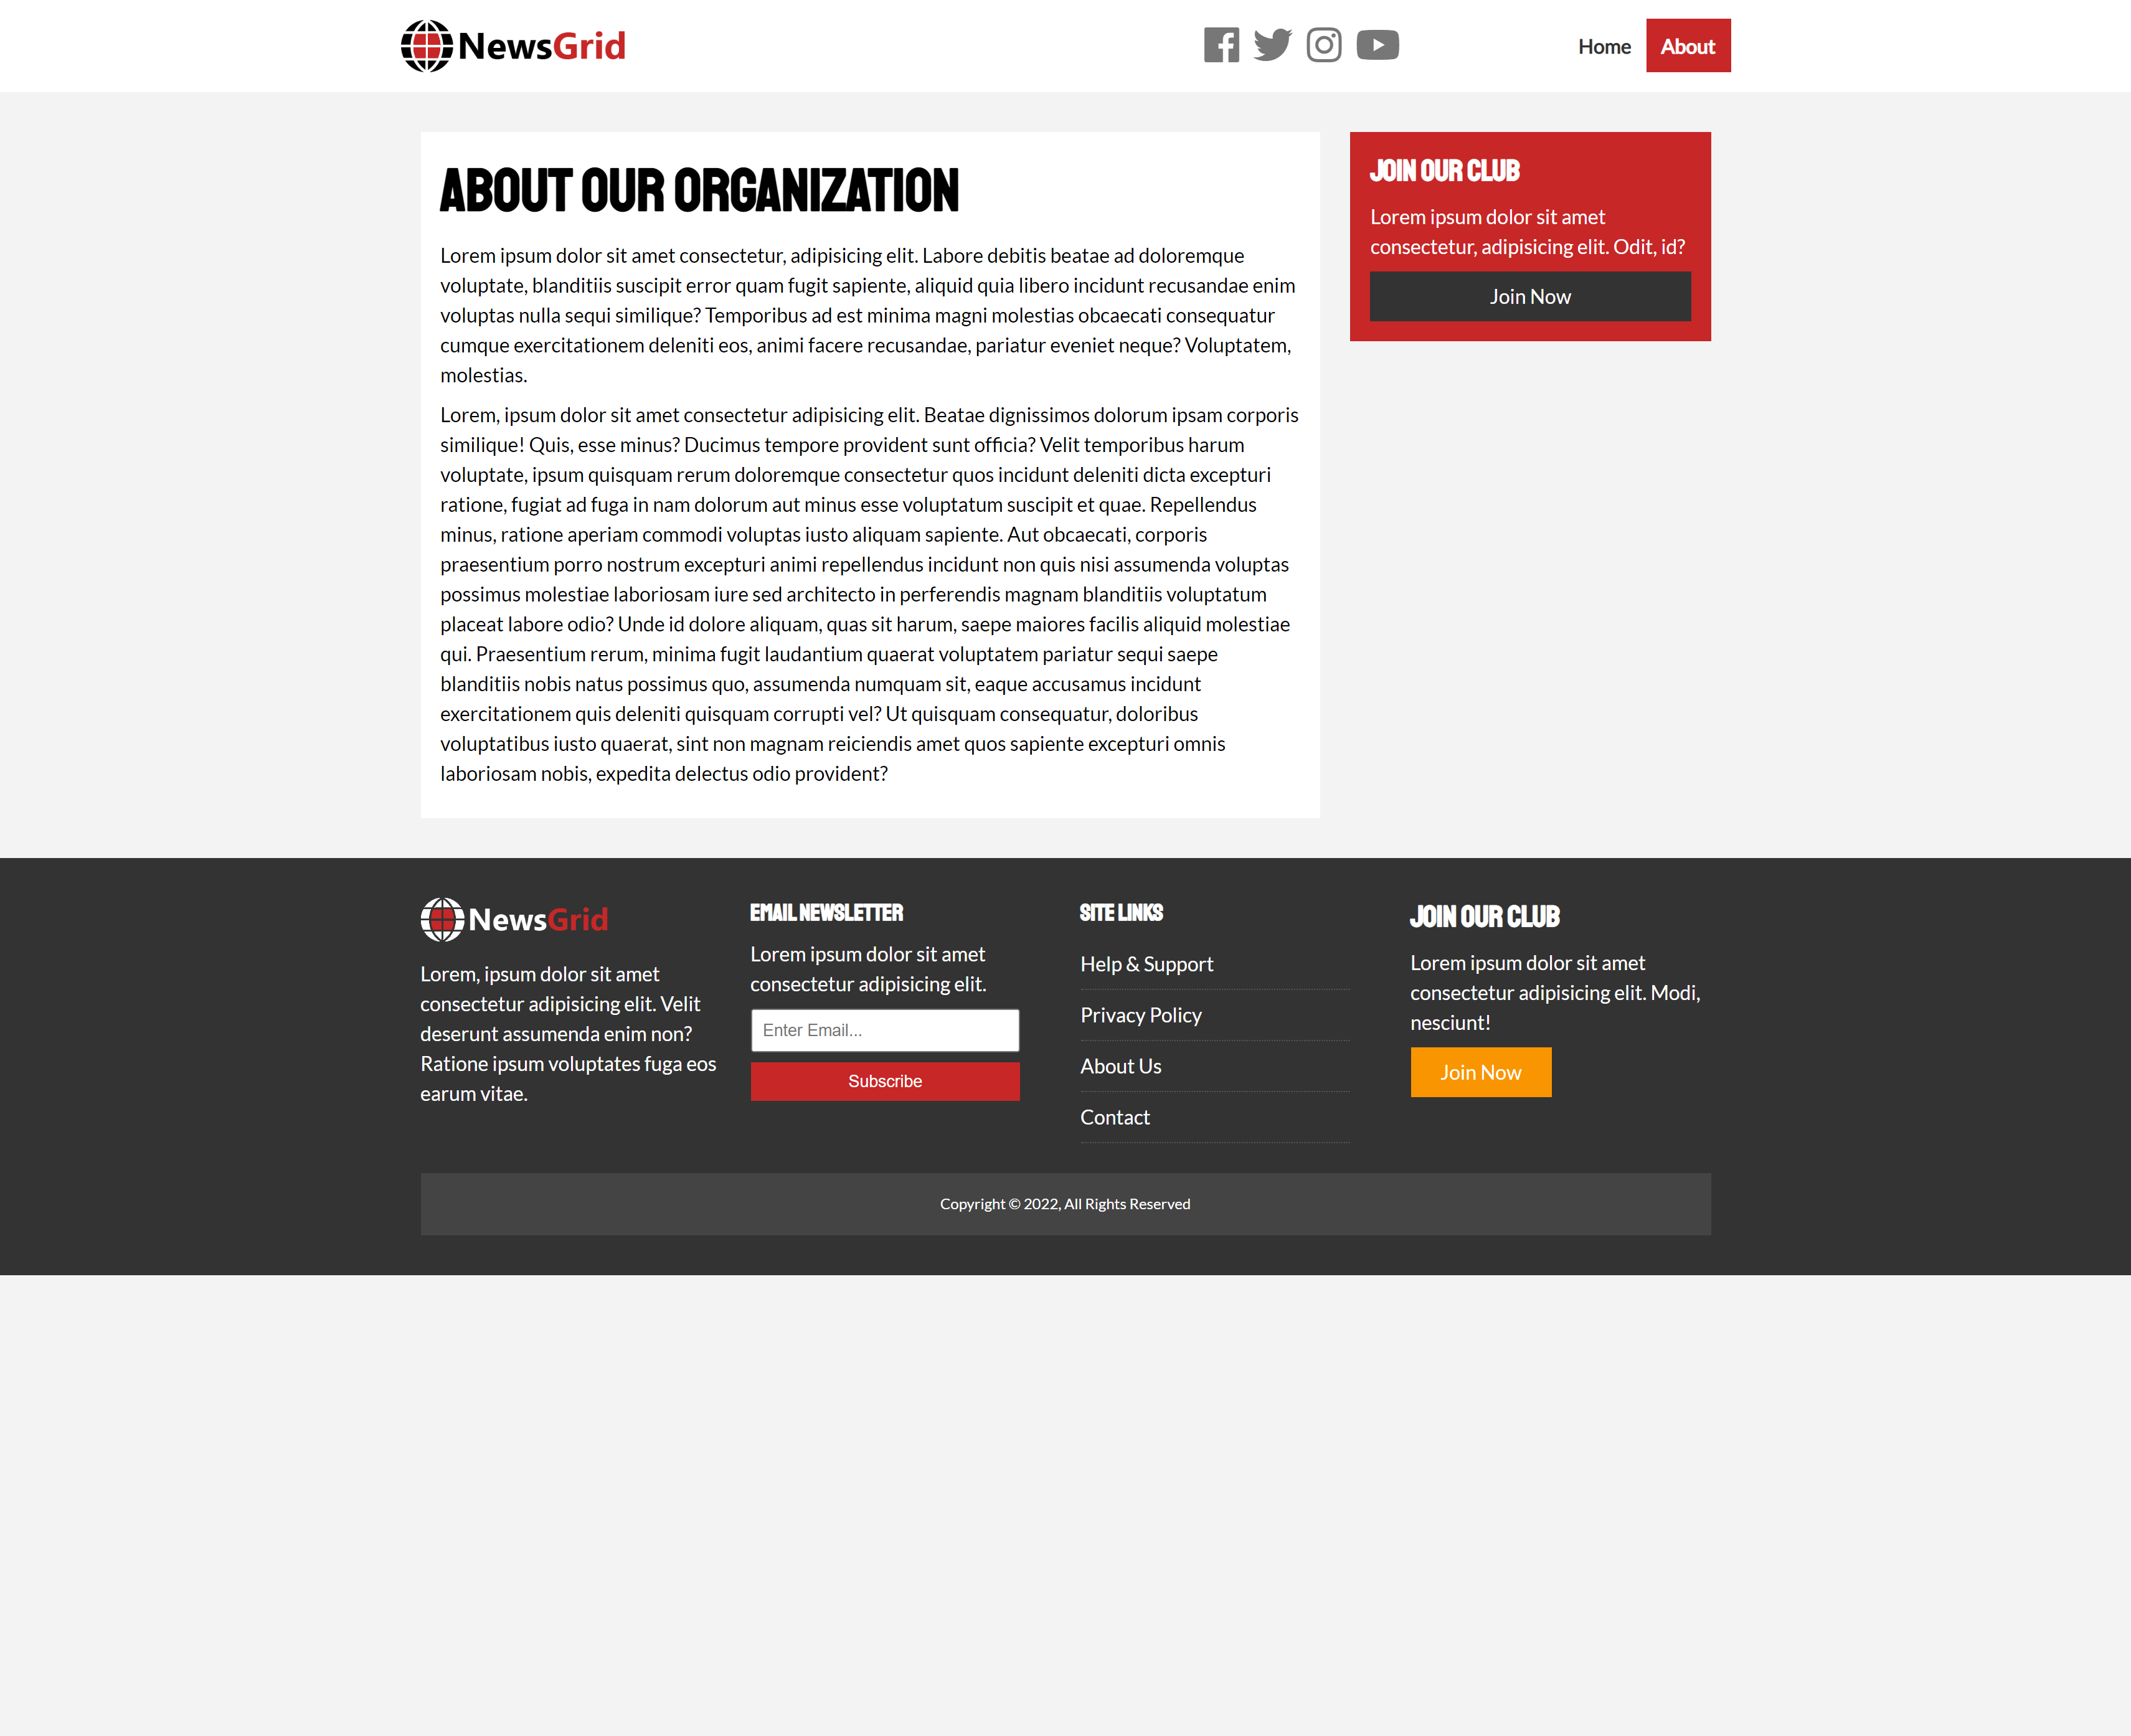 NewsGrid
Home
About
ABOUT OUR ORGANIZATION
Lorem ipsum dolor sit amet consectetur, adipisicing elit. Labore debitis beatae ad doloremque
voluptate, blanditiis suscipit error quam fugit sapiente, aliquid quia libero incidunt recusandae enim
voluptas nulla sequi similique? Temporibus ad est minima magni molestias obcaecati consequatur
cumque exercitationem deleniti eos, animi facere recusandae, pariatur eveniet neque? Voluptatem,
molestias.
Lorem, ipsum dolor sit amet consectetur adipisicing elit. Beatae dignissimos dolorum ipsam corporis
similique! Quis, esse minus? Ducimus tempore provident sunt officia? Velit temporibus harum
voluptate, ipsum quisquam rerum doloremque consectetur quos incidunt deleniti dicta excepturi
ratione, fugiat ad fuga in nam dolorum aut minus esse voluptatum suscipit et quae. Repellendus
minus, ratione aperiam commodi voluptas iusto aliquam sapiente. Aut obcaecati, corporis
praesentium porro nostrum excepturi animi repellendus incidunt non quis nisi assumenda voluptas
possimus molestiae laboriosam iure sed architecto in perferendis magnam blanditiis voluptatum
placeat labore odio? Unde id dolore aliquam, quas sit harum, saepe maiores facilis aliquid molestiae
qui. Praesentium rerum, minima fugit laudantium quaerat voluptatem pariatur sequi saepe
blanditiis nobis natus possimus quo, assumenda numquam sit, eaque accusamus incidunt
exercitationem quis deleniti quisquam corrupti vel? Ut quisquam consequatur, doloribus
voluptatibus iusto quaerat, sint non magnam reiciendis amet quos sapiente excepturi omnis
laboriosam nobis, expedita delectus odio provident?
JOIN OUR CLUB
Lorem ipsum dolor sit amet
consectetur, adipisicing elit. Odit, id?
Join Now
NewsGrid
Lorem, ipsum dolor sit amet
consectetur adipisicing elit. Velit
deserunt assumenda enim non?
Ratione ipsum voluptates fuga eos
earum vitae.
EMAIL NEWSLETTER
Lorem ipsum dolor sit amet
consectetur adipisicing elit.
Enter Email...
Subscribe
SITE LINKS
Help & Support
Privacy Policy
About Us
Contact
JOIN OUR CLUB
Lorem ipsum dolor sit amet
consectetur adipisicing elit. Modi,
nesciunt!
Join Now
Copyright © 2022, All Rights Reserved